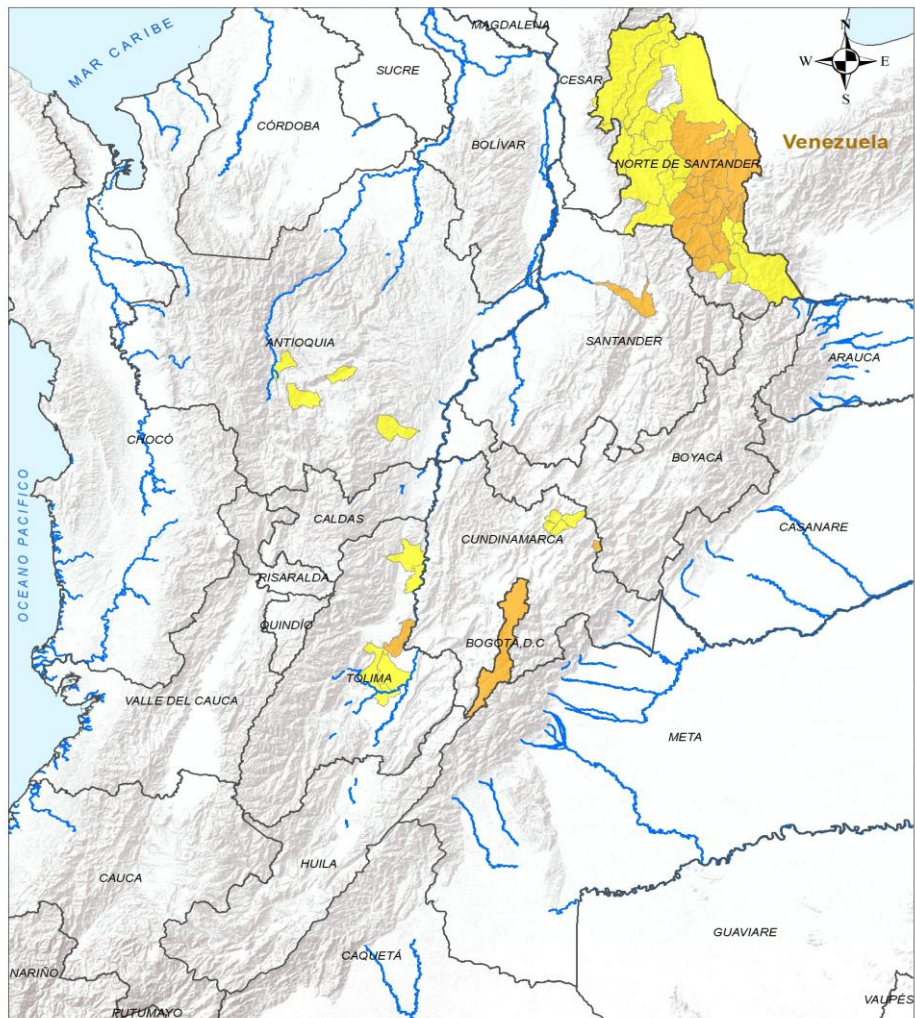 MAGDALENA
MAR CARIBE
N
SUCRE
W
E
CESAR
S
CÓRDOBA
BOLÍVAR
Venezuela
NORTE DE SANTANDER
ANTIOQUIA
SANTANDER
ARAUCA
CHOCÓ
BOYACÁ
OCEANO PACIFICO
CALDAS
CASANARE
CUNDINAMARCA
RISARALDA
QUINDÍO
BOGOTÁ,D.C
TOLIMA
VALLE DEL CAUCA
META
HUILA
CAUCA
GUAVIARE
CAQUETÁ
NARIÑO
VAUPÉS
PUTUMAYO